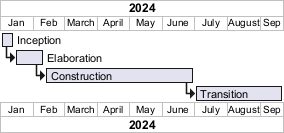 2024
Jan Feb March April May June July August Sep
Inception
Elaboration
Construction
Transition
Jan Feb March April May June July August Sep
2024